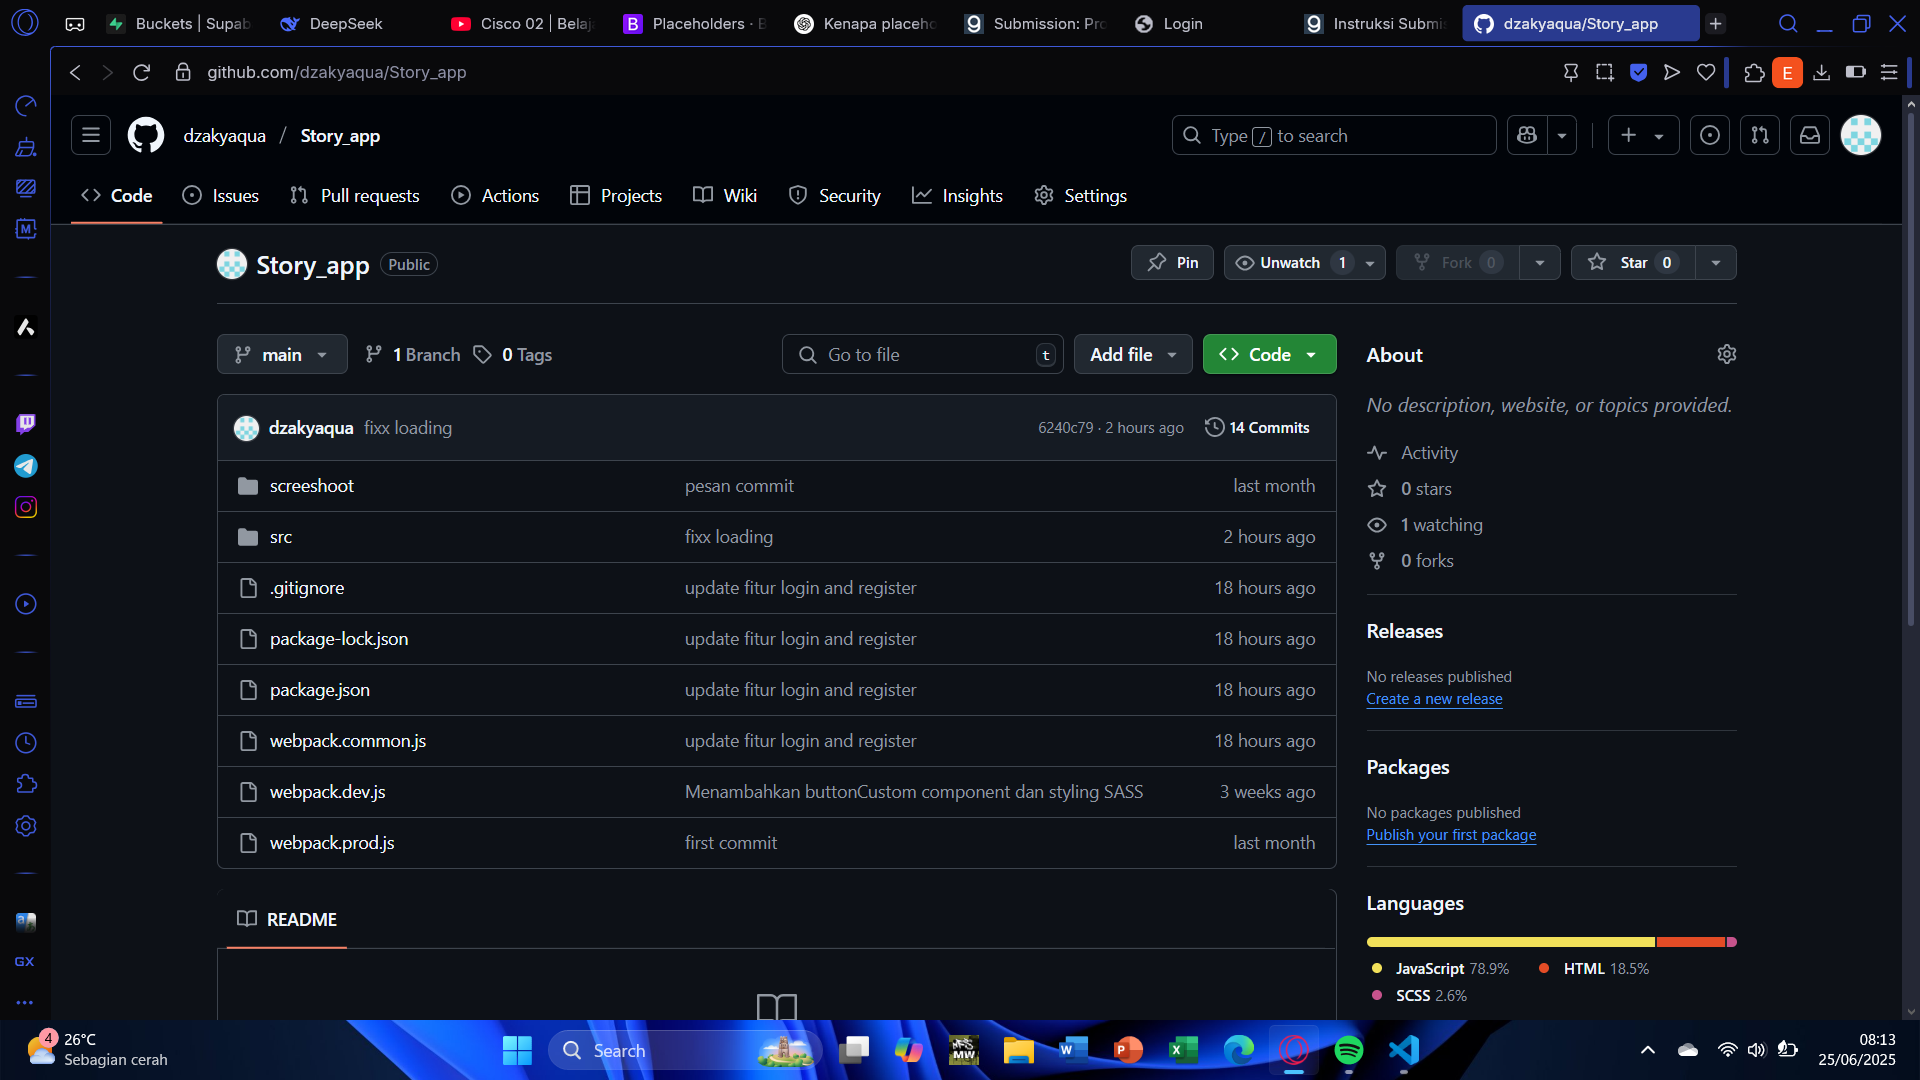 Buckets | Supab
DeepSeek
Cisco 02 | Belaja
B Placeholders · B
Kenapa placeho
Submission: Pro
Login
Instruksi Submis
dzakyaqua/Story_app
github.com/dzakyaqua/Story_app
E
dzakyaqua / Story_app
Type / to search
Code
Issues
Pull requests
Actions
Projects
Wiki
Security
Insights
Settings
Story_app Public
Pin
Unwatch 1
Fork 0
Star 0
main
1 Branch
0 Tags
Go to file t
Add file
Code
dzakyaqua fixx loading 6240c79 · 2 hours ago 14 Commits
screeshoot pesan commit last month
src fixx loading 2 hours ago
.gitignore update fitur login and register 18 hours ago
package-lock.json update fitur login and register 18 hours ago
package.json update fitur login and register 18 hours ago
webpack.common.js update fitur login and register 18 hours ago
webpack.dev.js Menambahkan buttonCustom component dan styling SASS 3 weeks ago
webpack.prod.js first commit last month
README
About
No description, website, or topics provided.
Activity
0 stars
1 watching
0 forks
Releases
No releases published
Create a new release
Packages
No packages published
Publish your first package
Languages
JavaScript 78.9%
HTML 18.5%
SCSS 2.6%
M
GX
4
26°C
Sebagian cerah
Search
MW
08:13
25/06/2025